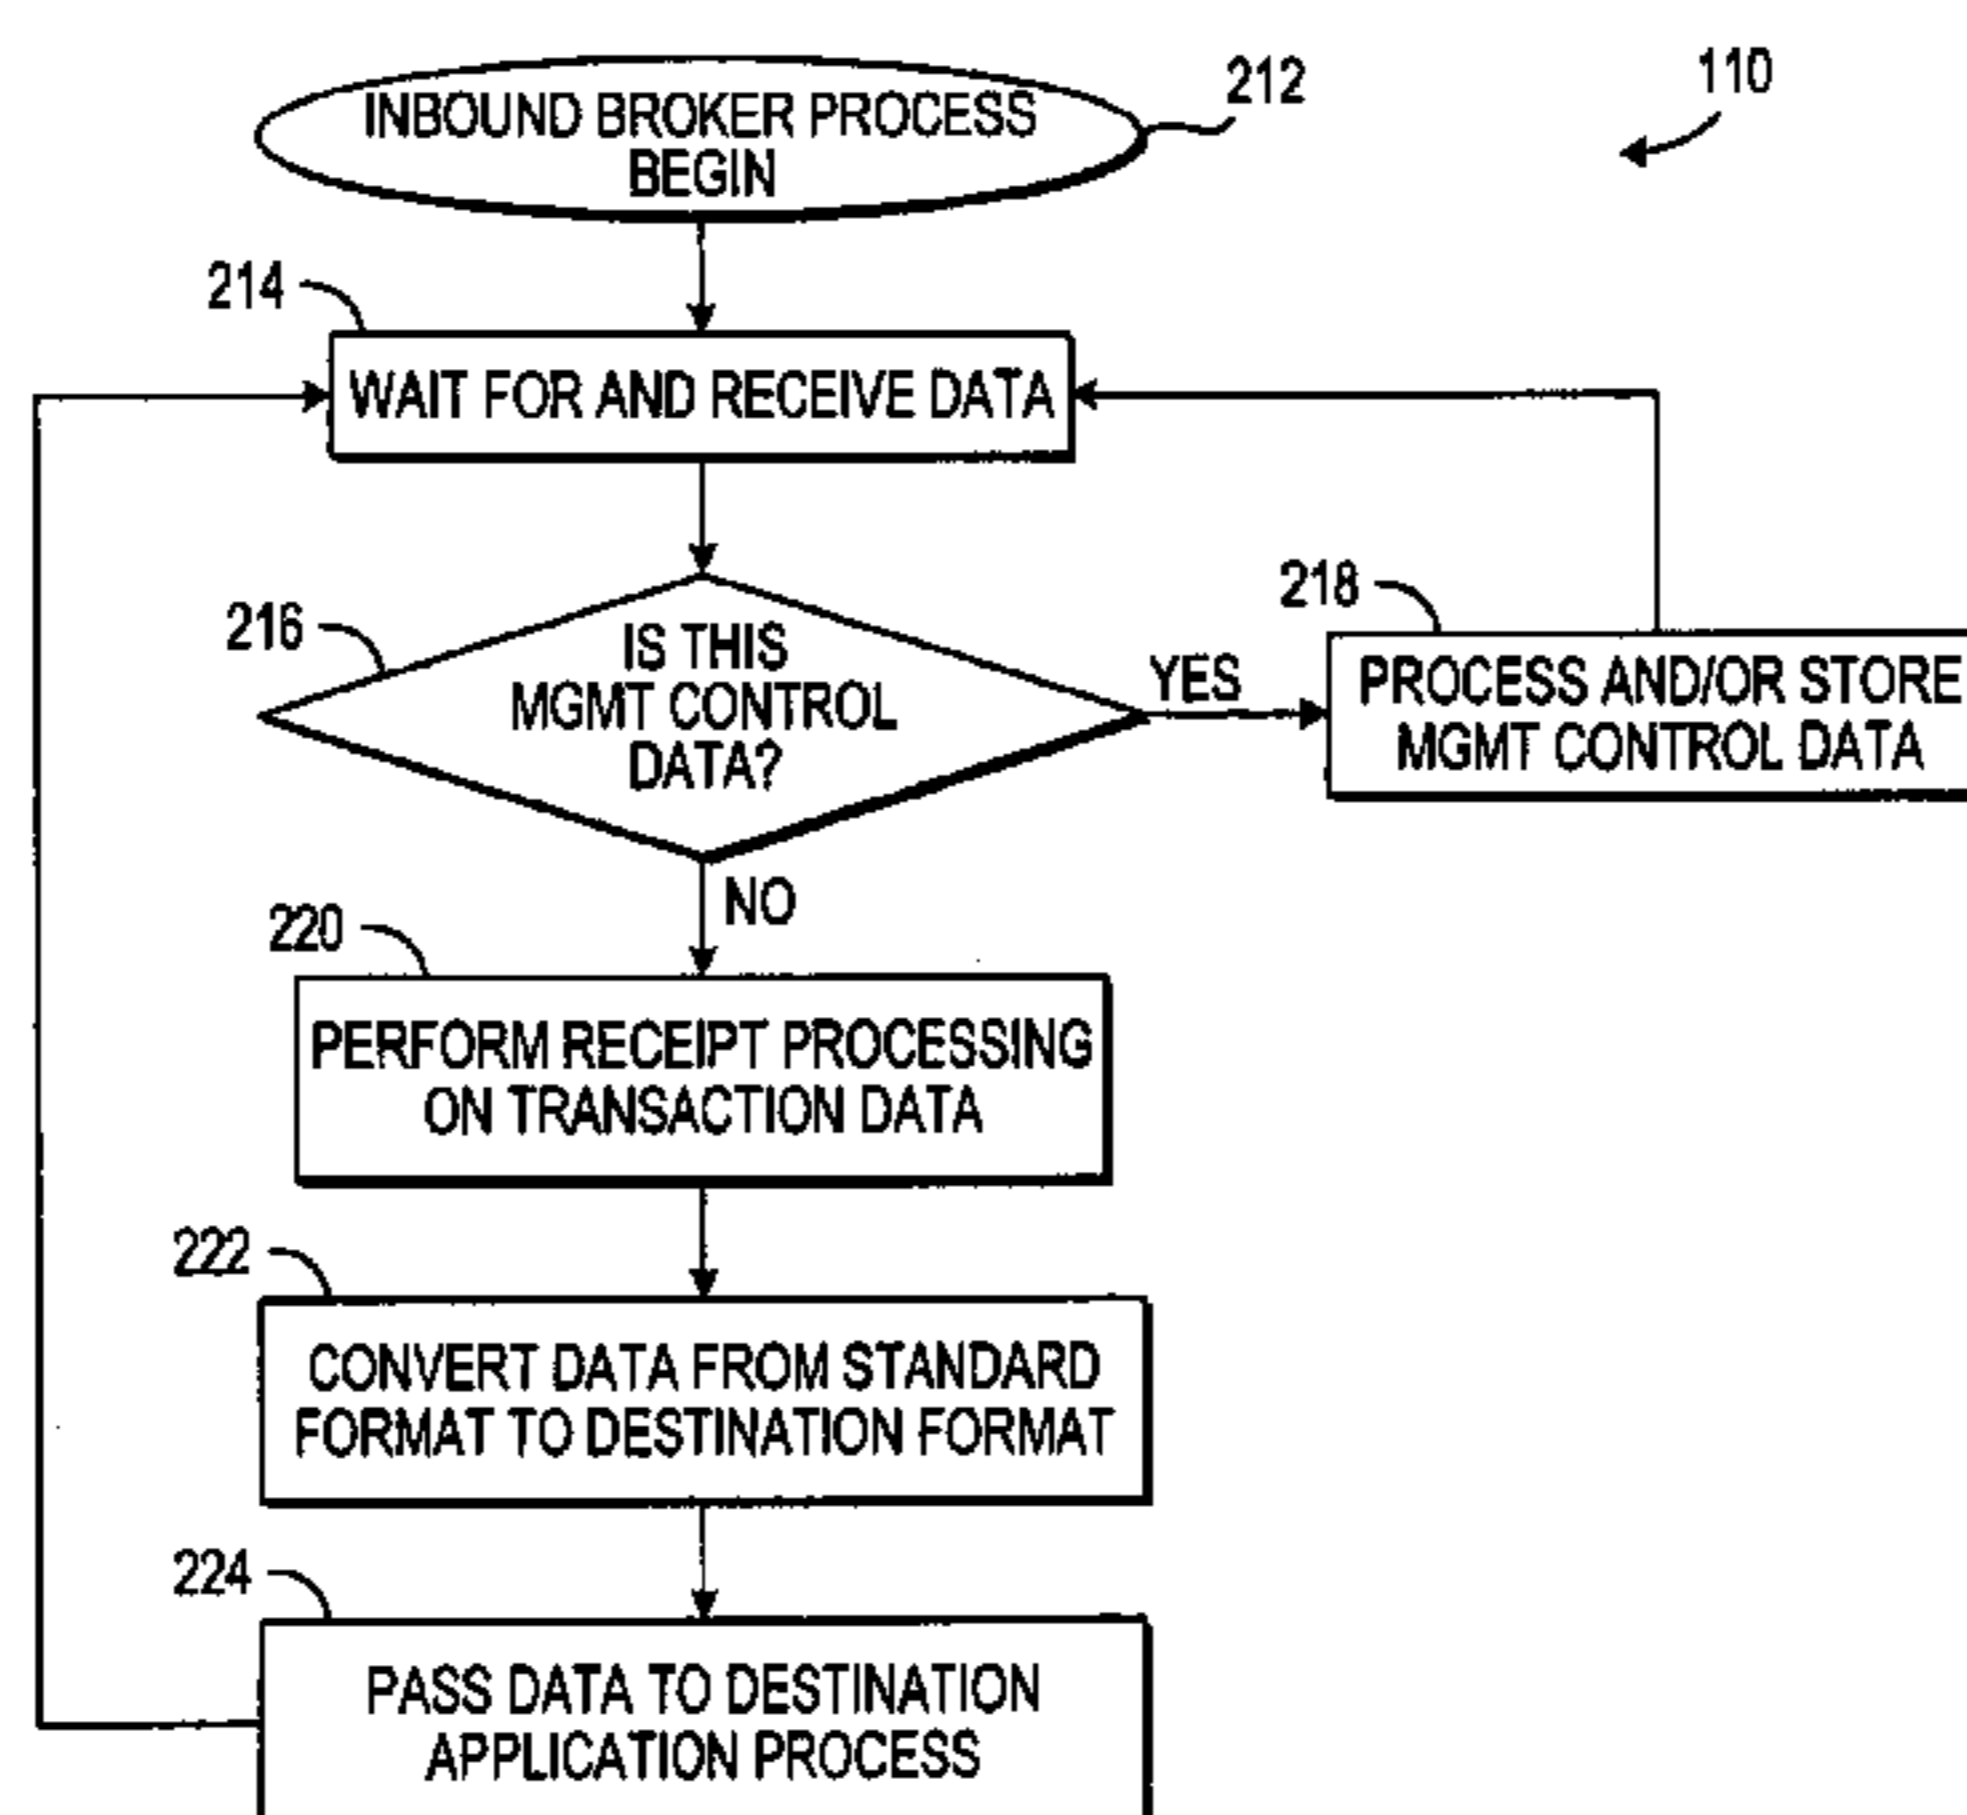 110
212
INBOUND BROKER PROCESS
BEGIN
214
WAIT FOR AND RECEIVE DATA
216
IS THIS
MGMT CONTROL
DATA?
YES
218
PROCESS AND/OR STORE
MGMT CONTROL DATA
NO
220
PERFORM RECEIPT PROCESSING
ON TRANSACTION DATA
222
CONVERT DATA FROM STANDARD
FORMAT TO DESTINATION FORMAT
224
PASS DATA TO DESTINATION
APPLICATION PROCESS